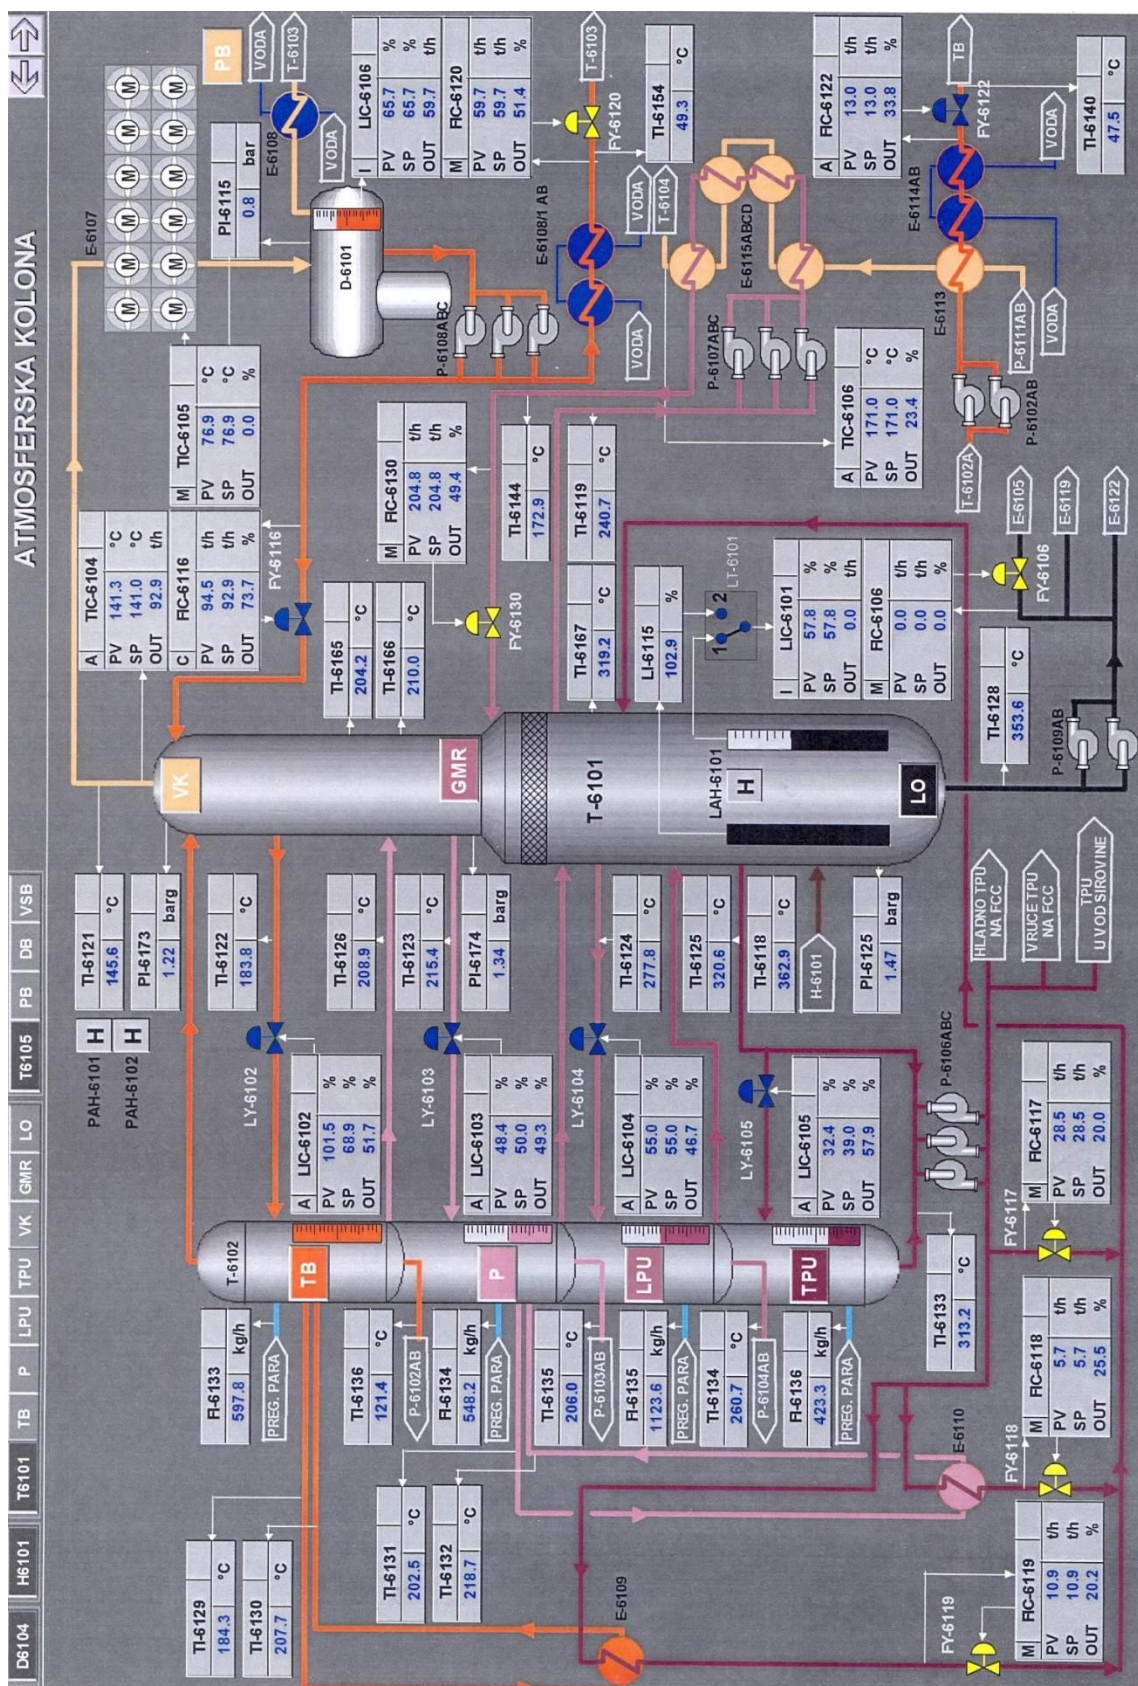 D6104
H6101
T6101
TB
P
LPU
TPU
VK
GMR
LO
T6105
PB
DB
VSB
ATMOSFERSKA KOLONA
PAH-6101
H
PAH-6102
H
TI-6129
184.3 °C
TI-6130
207.7 °C
TI-6131
202.5 °C
TI-6132
218.7 °C
FI-6133
597.8 kg/h
PREG. PARA
TI-6136
121.4 °C
P-6102AB
FI-6134
548.2 kg/h
PREG. PARA
TI-6135
206.0 °C
P-6103AB
FI-6135
1123.6 kg/h
PREG. PARA
TI-6134
260.7 °C
P-6104AB
FI-6136
423.3 kg/h
PREG. PARA
T-6102
TB
P
LPU
TPU
LY-6102
A LIC-6102
PV 101.5 %
SP 68.9 %
OUT 51.7 %
LY-6103
A LIC-6103
PV 48.4 %
SP 50.0 %
OUT 49.3 %
LY-6104
A LIC-6104
PV 55.0 %
SP 55.0 %
OUT 46.7 %
LY-6105
A LIC-6105
PV 32.4 %
SP 39.0 %
OUT 57.9 %
TI-6121
145.6 °C
PI-6173
1.22 barg
TI-6122
183.8 °C
TI-6126
208.9 °C
TI-6123
215.4 °C
PI-6174
1.34 barg
TI-6124
277.8 °C
TI-6125
320.6 °C
TI-6118
362.9 °C
H-6101
PI-6125
1.47 barg
VK
GMR
T-6101
LAH-6101
H
LO
A TIC-6104
PV 141.3 °C
SP 141.0 °C
OUT 92.9 t/h
C FIC-6116
PV 94.5 t/h
SP 92.9 t/h
OUT 73.7 %
FY-6116
M TIC-6105
PV 76.9 °C
SP 76.9 °C
OUT 0.0 %
E-6107
M M M M M M
M M M M M M
PB
PI-6115
0.8 bar
E-6108
VODA
T-6103
VODA
D-6101
I LIC-6106
PV 65.7 %
SP 65.7 %
OUT 59.7 t/h
M FIC-6120
PV 59.7 t/h
SP 59.7 t/h
OUT 51.4 %
P-6108ABC
E-6108/1 AB
VODA
VODA
FY-6120
T-6103
TI-6154
49.3 °C
T-6104
TI-6165
204.2 °C
TI-6166
210.0 °C
M FIC-6130
PV 204.8 t/h
SP 204.8 t/h
OUT 49.4 %
FY-6130
TI-6144
172.9 °C
TI-6119
240.7 °C
TI-6167
319.2 °C
LI-6115
102.9 %
1 2
LT-6101
I LIC-6101
PV 57.8 %
SP 57.8 %
OUT 0.0 t/h
M FIC-6106
PV 0.0 t/h
SP 0.0 t/h
OUT 0.0 %
FY-6106
E-6105
E-6119
E-6122
TI-6128
353.6 °C
P-6109AB
P-6107ABC
E-6115ABCD
A TIC-6106
PV 171.0 °C
SP 171.0 °C
OUT 23.4 %
A FIC-6122
PV 13.0 t/h
SP 13.0 t/h
OUT 33.8 %
TB
FY-6122
TI-6140
47.5 °C
VODA
E-6114AB
VODA
E-6113
P-6111AB
P-6102AB
T-6102A
P-6106ABC
HLADNO TPU
NA FCC
VRUCE TPU
NA FCC
TPU
U VOD SIROVINE
TI-6133
313.2 °C
FY-6117
M FIC-6117
PV 28.5 t/h
SP 28.5 t/h
OUT 20.0 %
E-6110
FY-6118
M FIC-6118
PV 5.7 t/h
SP 5.7 t/h
OUT 25.5 %
E-6109
FY-6119
M FIC-6119
PV 10.9 t/h
SP 10.9 t/h
OUT 20.2 %